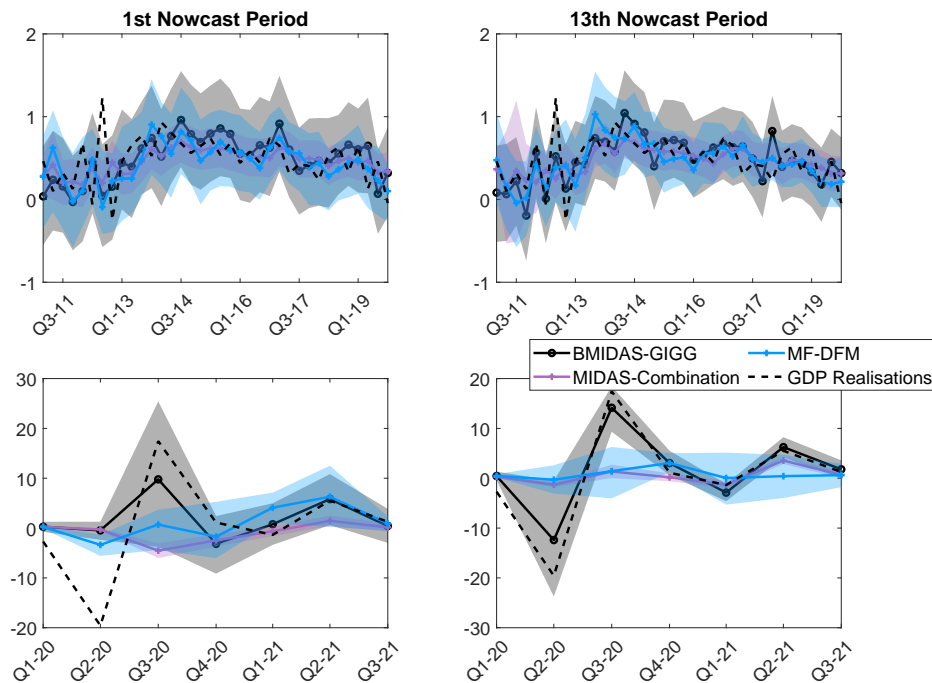 1st Nowcast Period
2
1
0
-1
Q3-11
Q1-13
Q3-14
Q1-16
Q3-17
Q1-19
13th Nowcast Period
2
1
0
-1
Q3-11
Q1-13
Q3-14
Q1-16
Q3-17
Q1-19
BMIDAS-GIGG
MF-DFM
MIDAS-Combination
GDP Realisations
30
20
10
0
-10
-20
Q1-20
Q2-20
Q3-20
Q4-20
Q1-21
Q2-21
Q3-21
20
10
0
-10
-20
-30
Q1-20
Q2-20
Q3-20
Q4-20
Q1-21
Q2-21
Q3-21